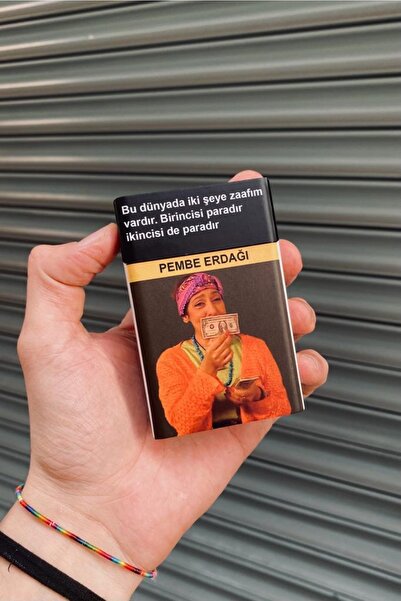 Bu dünyada iki şeye zaafım
vardır. Birincisi paradır
ikincisi de paradır
PEMBE ERDAĞI